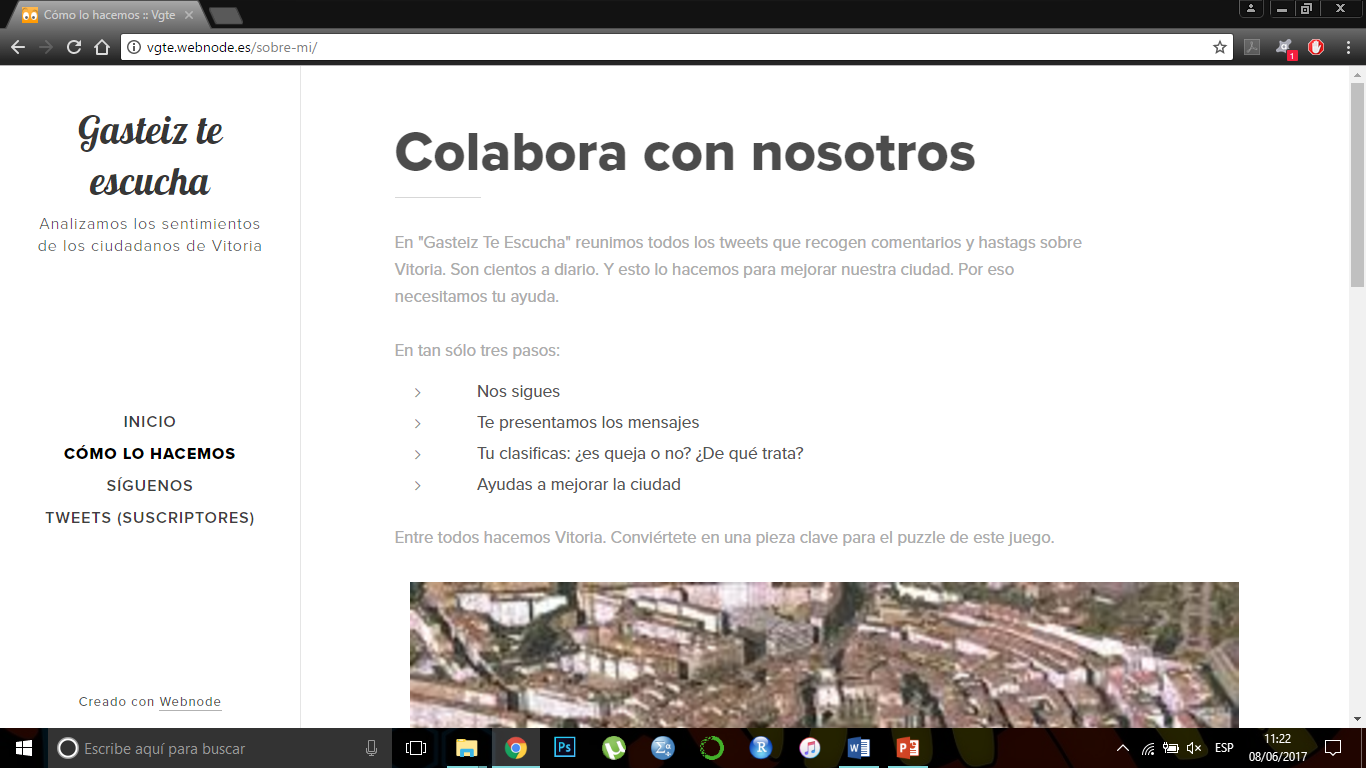 Cómo lo hacemos :: Vgte
vgte.webnode.es/sobre-mi/
1
Gasteiz te
escucha
Analizamos los sentimientos
de los ciudadanos de Vitoria
INICIO
CÓMO LO HACEMOS
SÍGUENOS
TWEETS (SUSCRIPTORES)
Creado con Webnode
Colabora con nosotros
En "Gasteiz Te Escucha" reunimos todos los tweets que recogen comentarios y hastags sobre
Vitoria. Son cientos a diario. Y esto lo hacemos para mejorar nuestra ciudad. Por eso
necesitamos tu ayuda.
En tan sólo tres pasos:
Nos sigues
Te presentamos los mensajes
Tu clasificas: ¿es queja o no? ¿De qué trata?
Ayudas a mejorar la ciudad
Entre todos hacemos Vitoria. Conviértete en una pieza clave para el puzzle de este juego.
Escribe aquí para buscar
Ps
R
W
P
ESP
11:22
08/06/2017